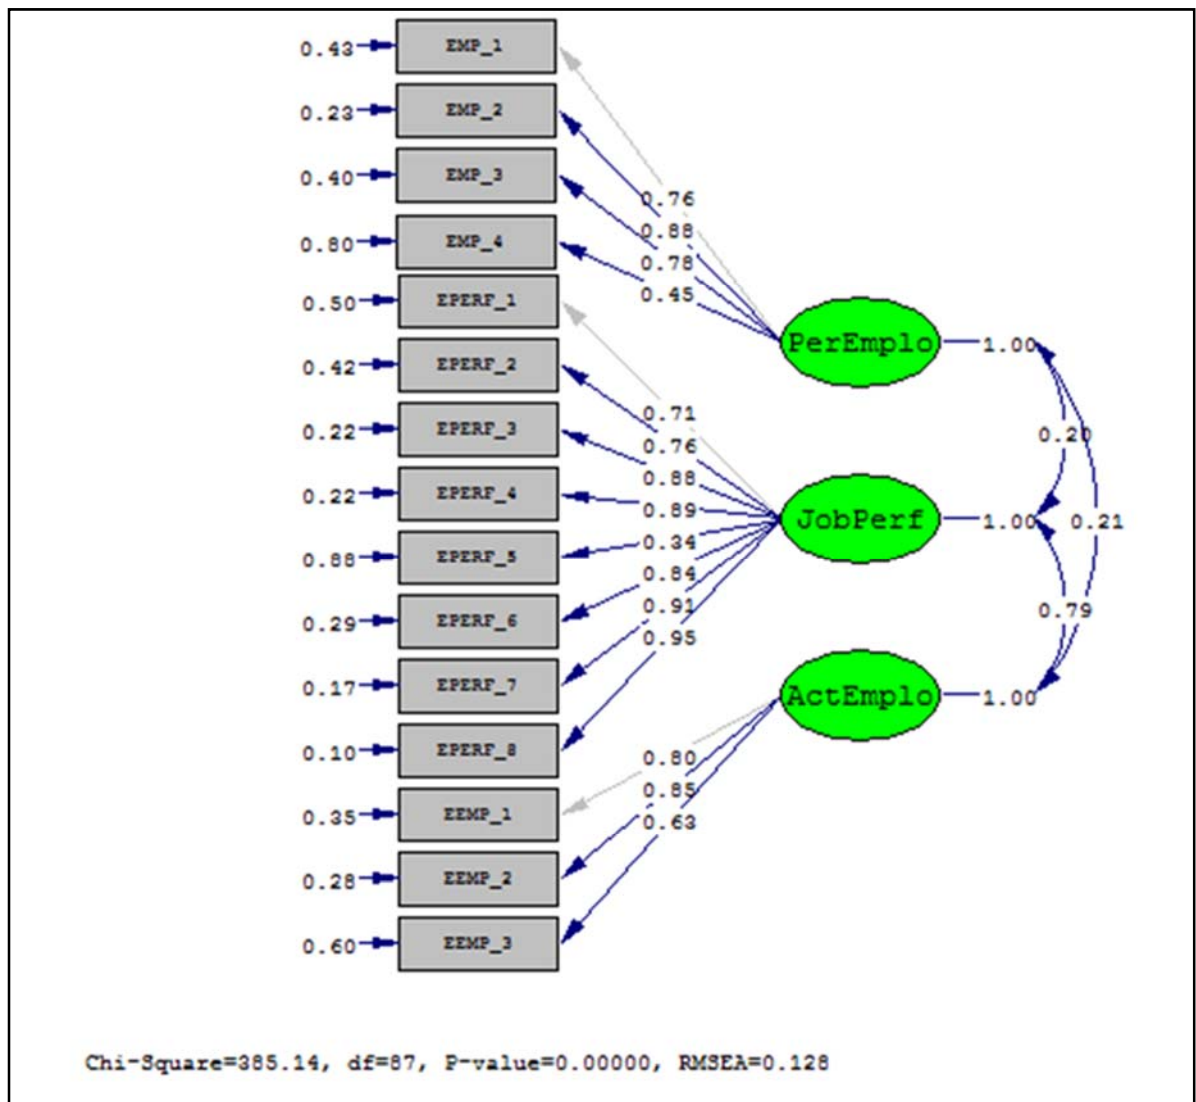 0.43 EMP_1
0.23 EMP_2
0.40 EMP_3
0.80 EMP_4
0.50 EPERF_1
0.42 EPERF_2
0.22 EPERF_3
0.22 EPERF_4
0.88 EPERF_5
0.29 EPERF_6
0.17 EPERF_7
0.10 EPERF_8
0.35 EEMP_1
0.28 EEMP_2
0.60 EEMP_3
0.76
0.88
0.78
0.45
0.71
0.76
0.88
0.89
0.34
0.84
0.91
0.95
0.80
0.85
0.63
PerEmplo 1.00
JobPerf 1.00
ActEmplo 1.00
0.20
0.21
0.79
Chi-Square=385.14, df=87, P-value=0.00000, RMSEA=0.128